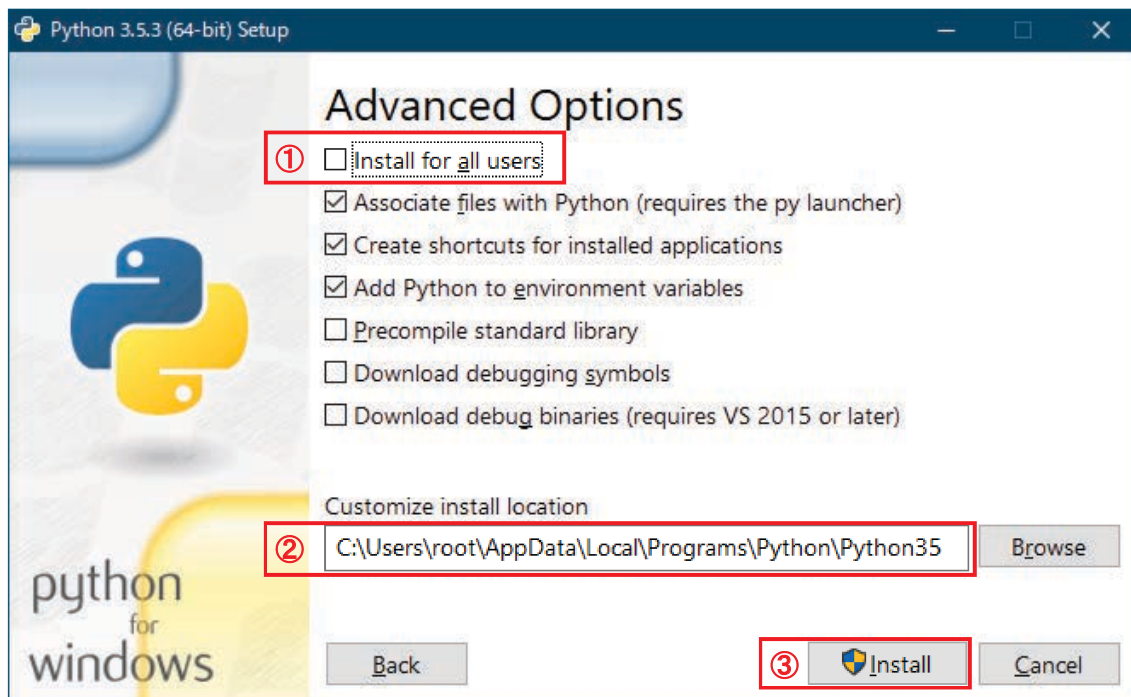 Python 3.5.3 (64-bit) Setup
Advanced Options
① Install for all users
Associate files with Python (requires the py launcher)
Create shortcuts for installed applications
Add Python to environment variables
Precompile standard library
Download debugging symbols
Download debug binaries (requires VS 2015 or later)
Customize install location
② C:\Users\root\AppData\Local\Programs\Python\Python35 Browse
python
for
windows
Back ③ Install Cancel